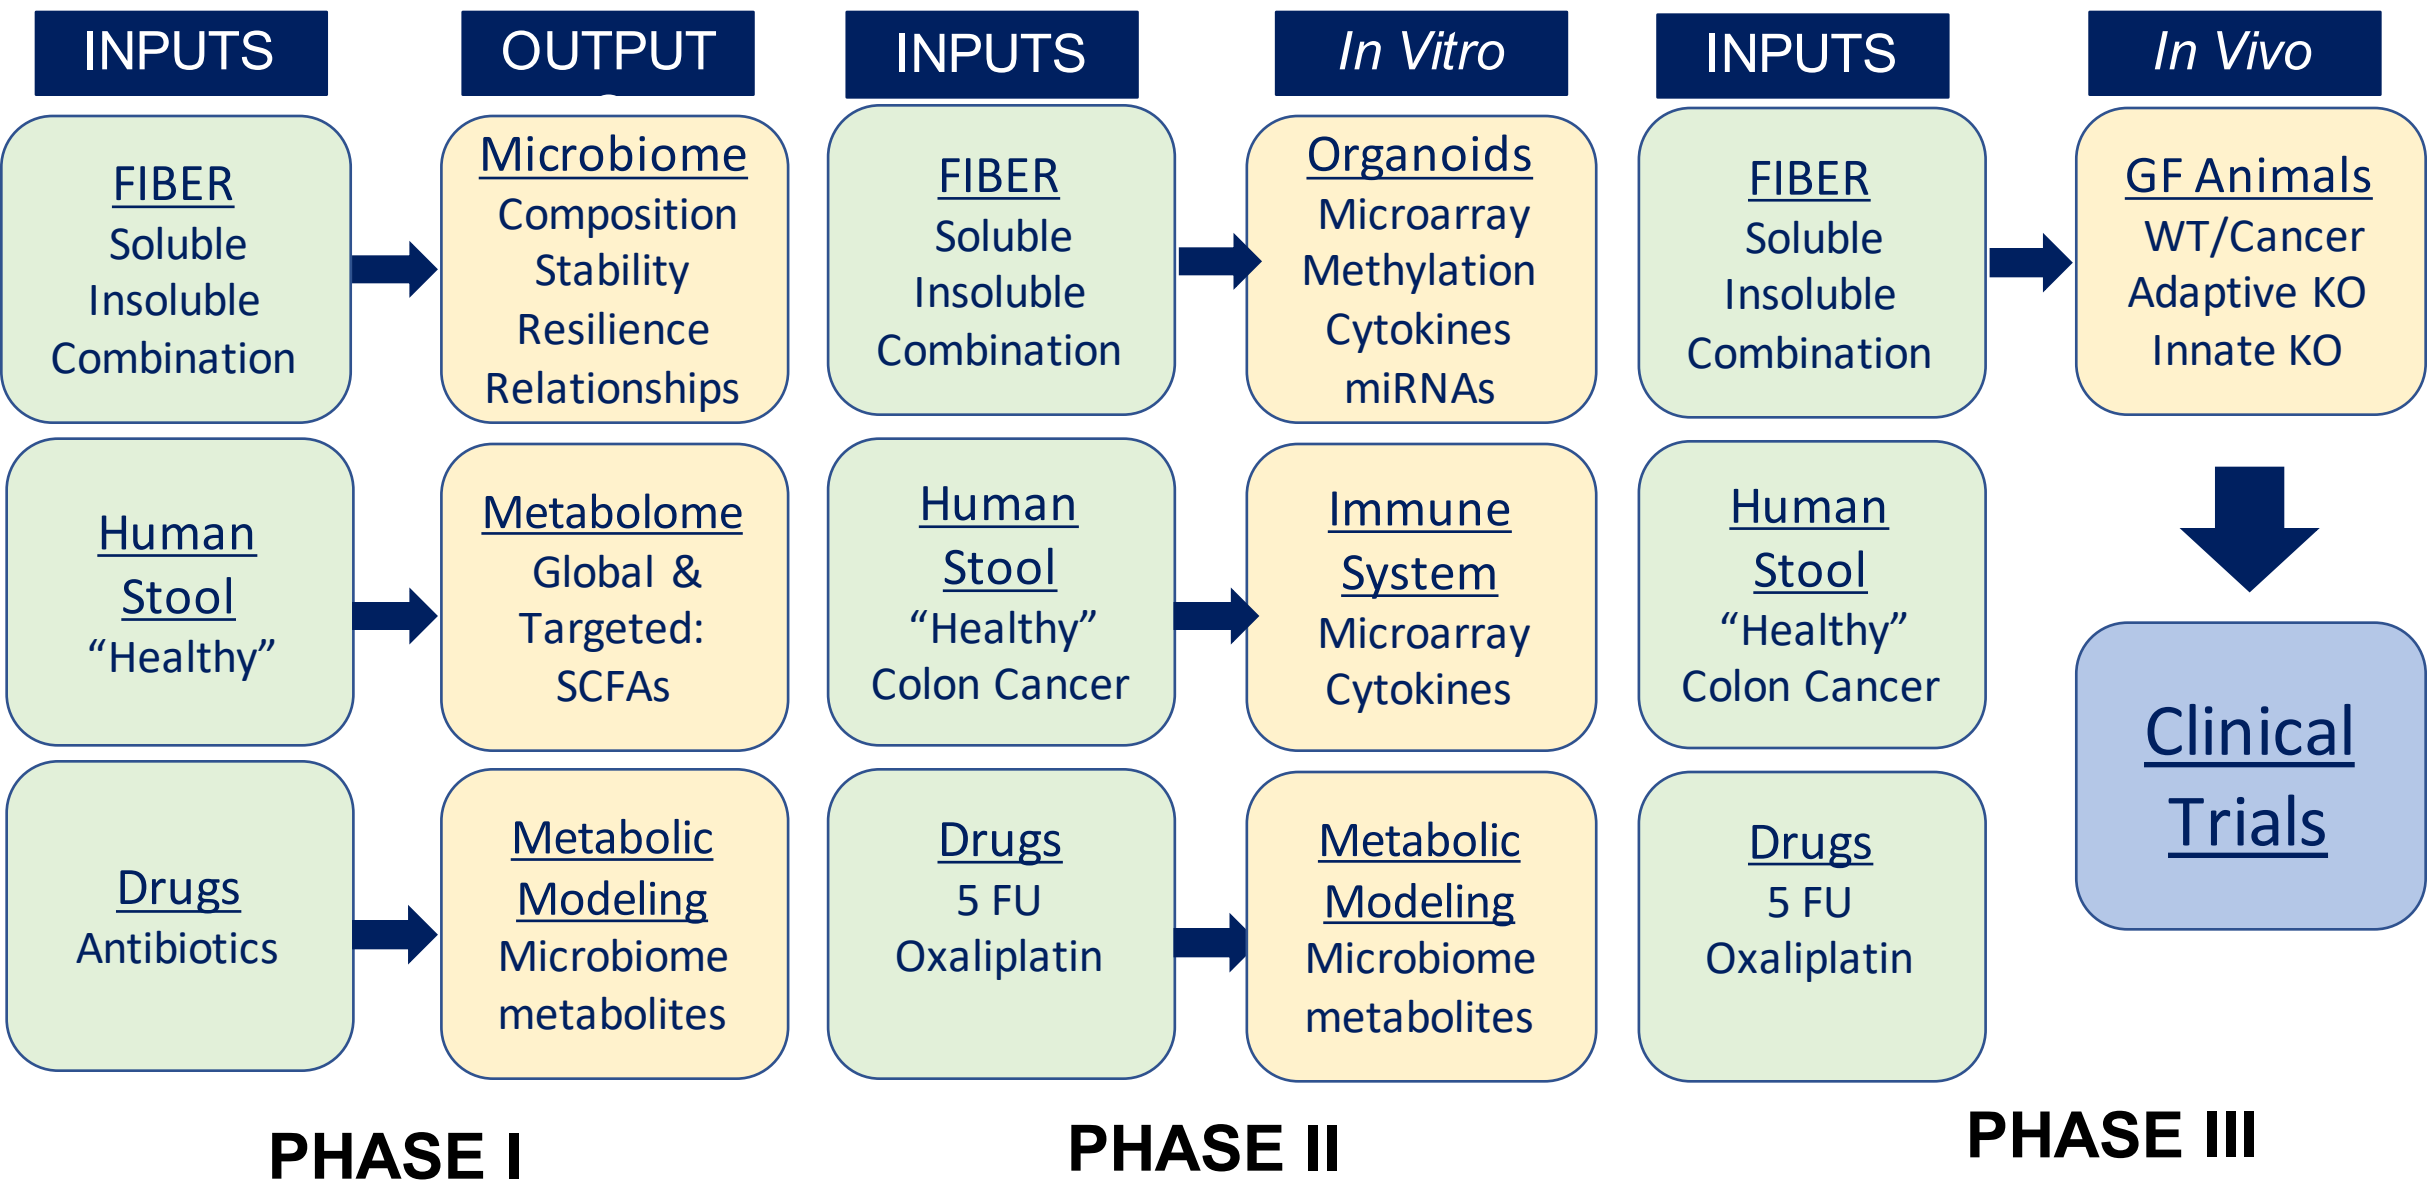 INPUTS
OUTPUT
INPUTS
In Vitro
INPUTS
In Vivo
FIBER
Soluble
Insoluble
Combination
Microbiome
Composition
Stability
Resilience
Relationships
FIBER
Soluble
Insoluble
Combination
Organoids
Microarray
Methylation
Cytokines
miRNAs
FIBER
Soluble
Insoluble
Combination
GF Animals
WT/Cancer
Adaptive KO
Innate KO
Human
Stool
“Healthy”
Metabolome
Global &
Targeted:
SCFAs
Human
Stool
“Healthy”
Colon Cancer
Immune
System
Microarray
Cytokines
Human
Stool
“Healthy”
Colon Cancer
Clinical
Trials
Drugs
Antibiotics
Metabolic
Modeling
Microbiome
metabolites
Drugs
5 FU
Oxaliplatin
Metabolic
Modeling
Microbiome
metabolites
Drugs
5 FU
Oxaliplatin
PHASE I
PHASE II
PHASE III